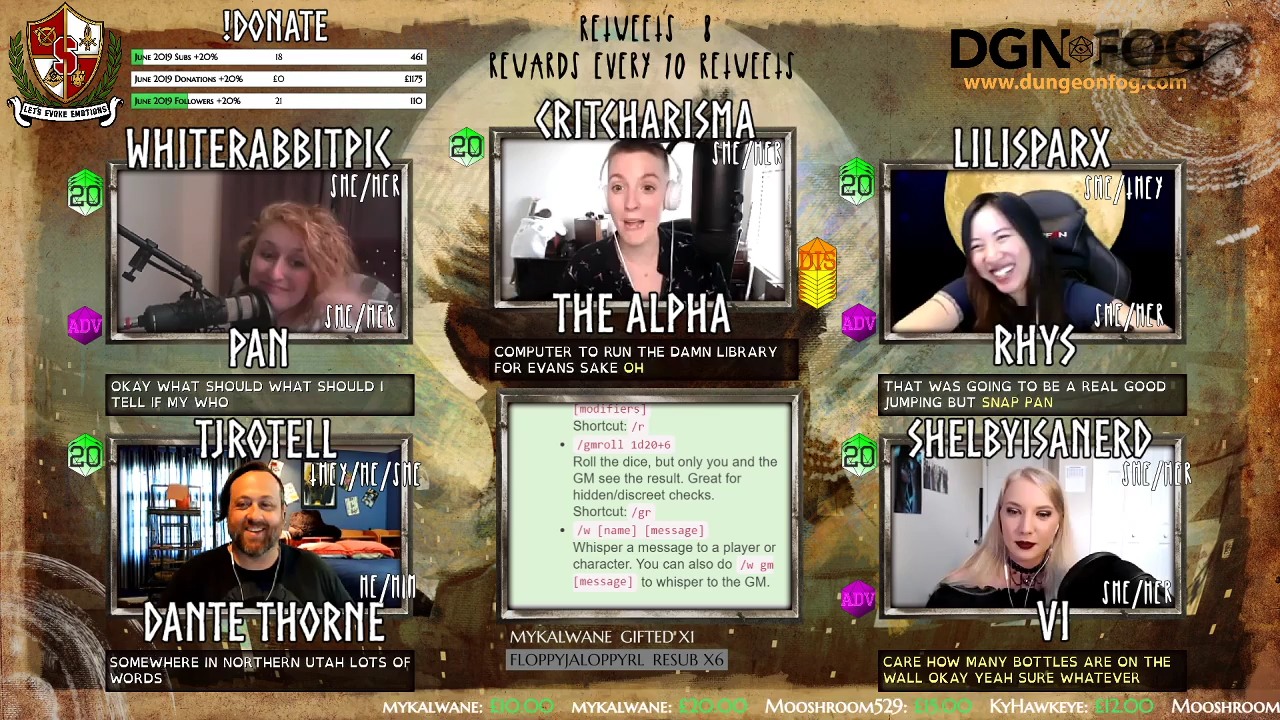 !DONATE
JUNE 2019 SUBS +20% 18 461
JUNE 2019 DONATIONS +20% £0 £1175
JUNE 2019 FOLLOWERS +20% 21 110
S
LET'S EVOKE EMOTIONS
RETWEETS 8
REWARDS EVERY 10 RETWEETS
DGNFOG
www.dungeonfog.com
WHITERABBITPIC
SHE/HER
20
ADV
SHE/HER
PAN
OKAY WHAT SHOULD WHAT SHOULD I
TELL IF MY WHO
CRITCHARISMA
SHE/HER
20
DIS
THE ALPHA
COMPUTER TO RUN THE DAMN LIBRARY
FOR EVANS SAKE OH
LILISPARX
SHE/THEY
20
ADV
SHE/HER
RHYS
THAT WAS GOING TO BE A REAL GOOD
JUMPING BUT SNAP PAN
TJROTELL
THEY/HE/SHE
20
HE/HIM
DANTE THORNE
SOMEWHERE IN NORTHERN UTAH LOTS OF
WORDS
[modifiers]
Shortcut: /r
• /gmroll 1d20+6
Roll the dice, but only you and the
GM see the result. Great for
hidden/discreet checks.
Shortcut: /gr
• /w [name] [message]
Whisper a message to a player or
character. You can also do /w gm
[message] to whisper to the GM.
MYKALWANE GIFTED X1
FLOPPYJALOPPYRL RESUB X6
SHELBYISANERD
SHE/HER
20
ADV
SHE/HER
VI
CARE HOW MANY BOTTLES ARE ON THE
WALL OKAY YEAH SURE WHATEVER
MYKALWANE: £10.00 MYKALWANE: £20.00 MOOSHROOM529: £15.00 KYHAWKEYE: £12.00 MOOSHROOM